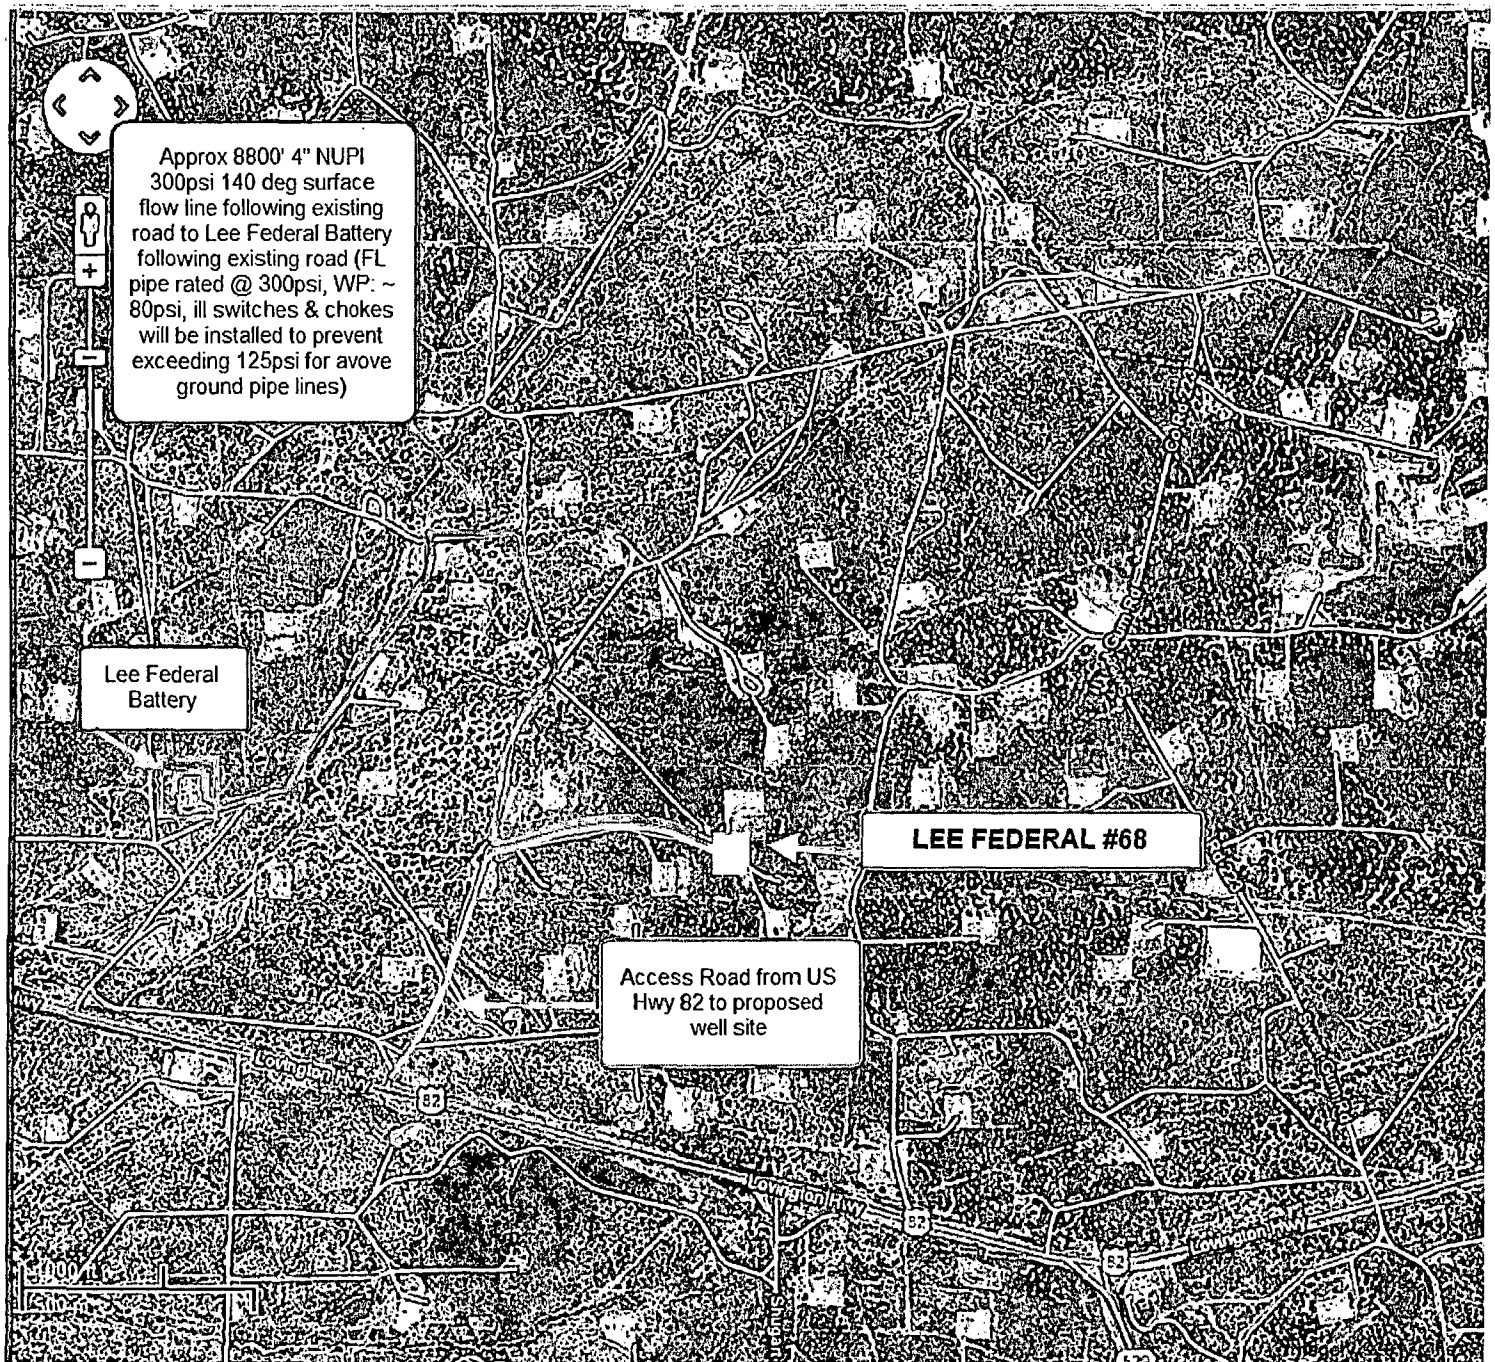 Approx 8800' 4" NUPI
300psi 140 deg surface
flow line following existing
road to Lee Federal Battery
following existing road (FL
pipe rated @ 300psi, WP: ~
80psi, ill switches & chokes
will be installed to prevent
exceeding 125psi for avove
ground pipe lines)
Lee Federal
Battery
LEE FEDERAL #68
Access Road from US
Hwy 82 to proposed
well site
82
Lovington Hwy
82
82